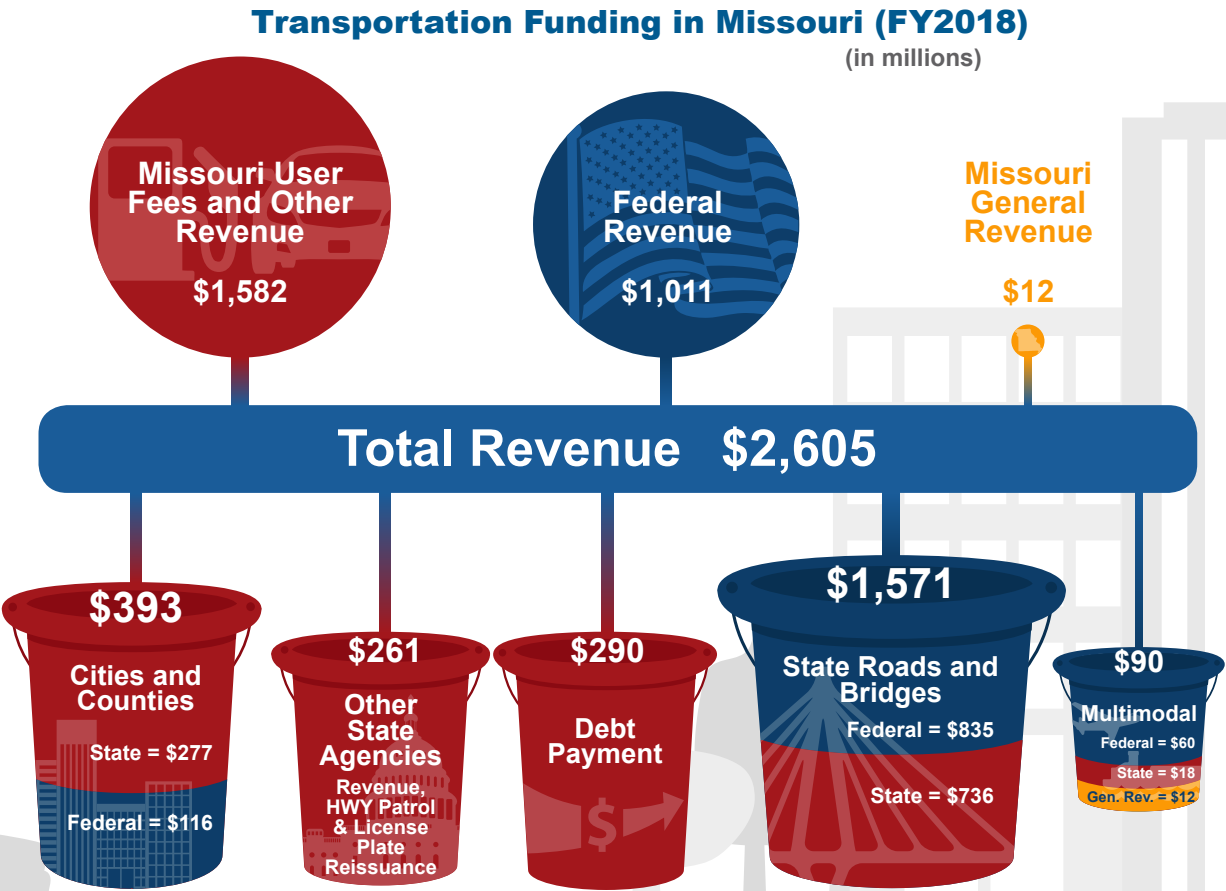 Transportation Funding in Missouri (FY2018)
(in millions)
Missouri User
Fees and Other
Revenue
$1,582
Federal
Revenue
$1,011
Missouri
General
Revenue
$12
Total Revenue $2,605
$393
Cities and
Counties
State = $277
Federal = $116
$261
Other
State
Agencies
Revenue,
HWY Patrol
& License
Plate
Reissuance
$290
Debt
Payment
$
$1,571
State Roads and
Bridges
Federal = $835
State = $736
$90
Multimodal
Federal = $60
State = $18
Gen. Rev. = $12